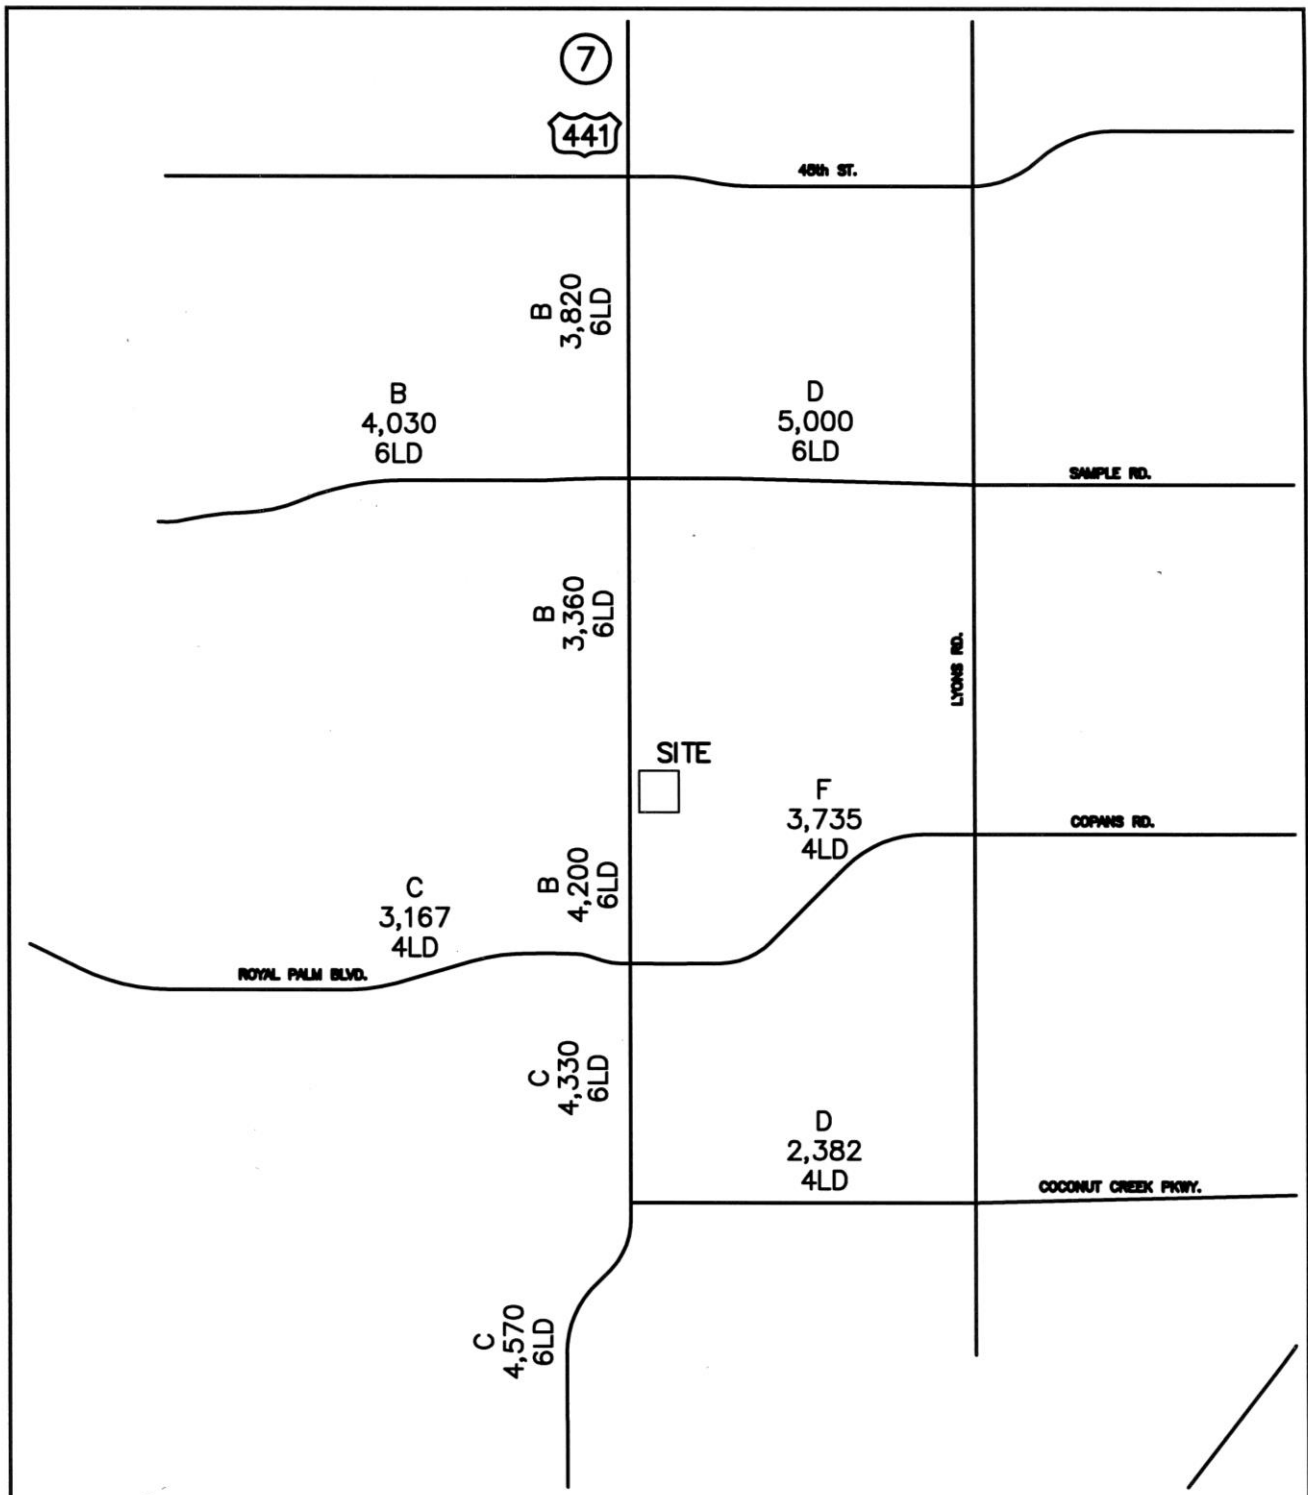 7
441
48th ST.
B
3,820
6LD
B
4,030
6LD
D
5,000
6LD
SAMPLE RD.
B
3,360
6LD
LYONS RD.
SITE
F
3,735
4LD
COPANS RD.
B
4,200
6LD
C
3,167
4LD
ROYAL PALM BLVD.
C
4,330
6LD
D
2,382
4LD
COCONUT CREEK PKWY.
C
4,570
6LD